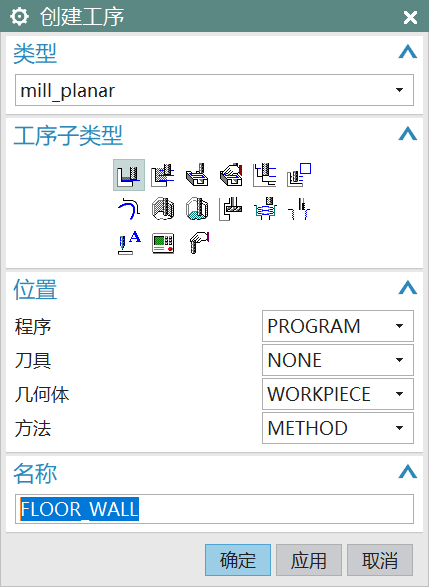 创建工序
类型
mill_planar
工序子类型
A
位置
程序 PROGRAM
刀具 NONE
几何体 WORKPIECE
方法 METHOD
名称
FLOOR_WALL
确定 应用 取消